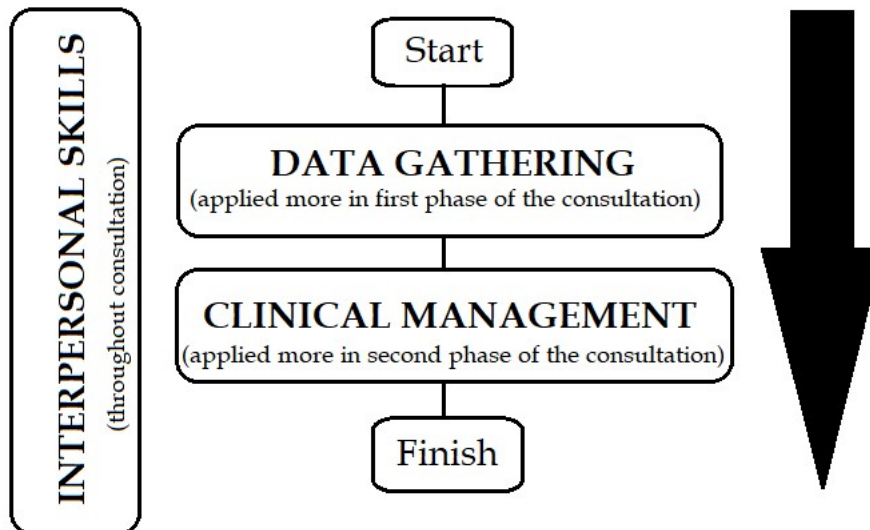 INTERPERSONAL SKILLS
(throughout consultation)
Start
DATA GATHERING
(applied more in first phase of the consultation)
CLINICAL MANAGEMENT
(applied more in second phase of the consultation)
Finish